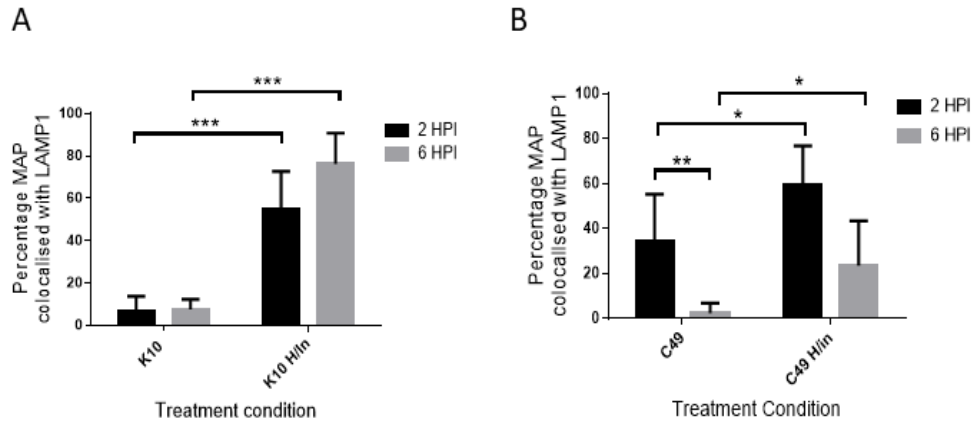 A
Percentage MAP
colocalised with LAMP1
100
80
60
40
20
0
***
***
2 HPI
6 HPI
K10
K10 H/In
Treatment condition
B
Percentage MAP
colocalised with LAMP1
100
80
60
40
20
0
*
*
**
2 HPI
6 HPI
C49
C49 H/in
Treatment Condition